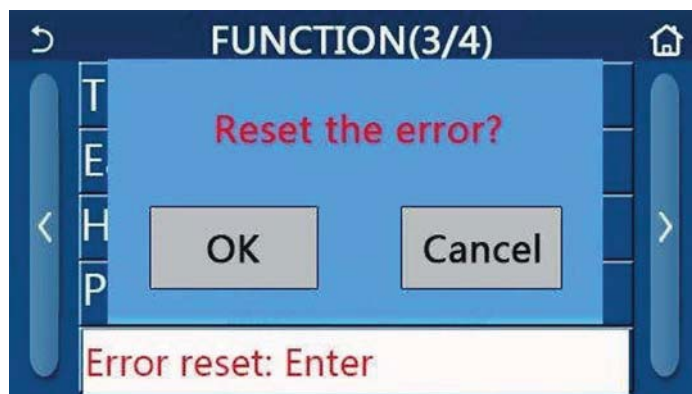 FUNCTION(3/4)
T
Reset the error?
E
H
OK
Cancel
P
Error reset: Enter